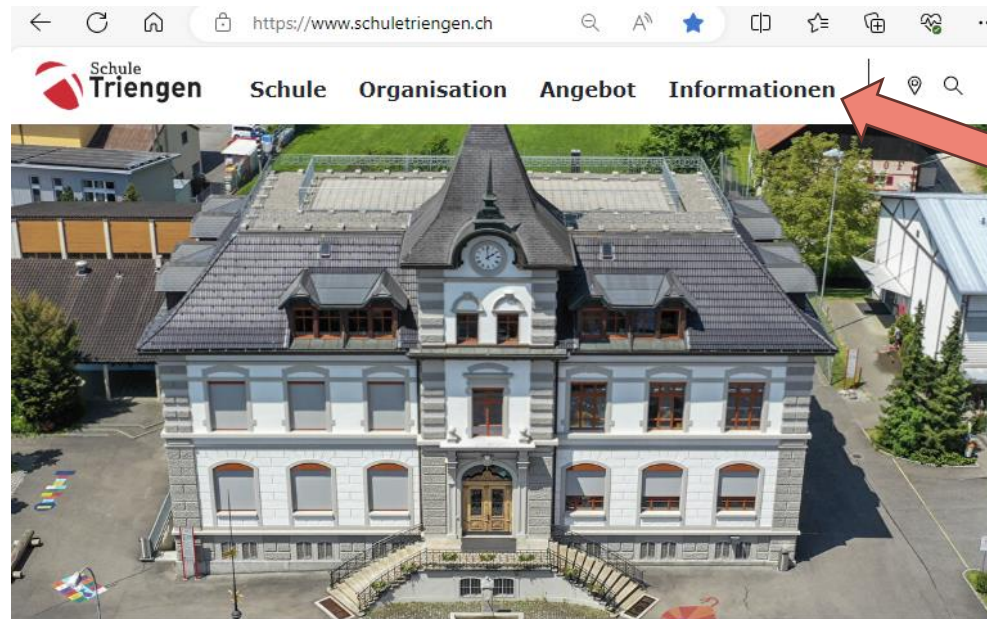 https://www.schuletriengen.ch
Schule
Triengen
Schule Organisation Angebot Informationen